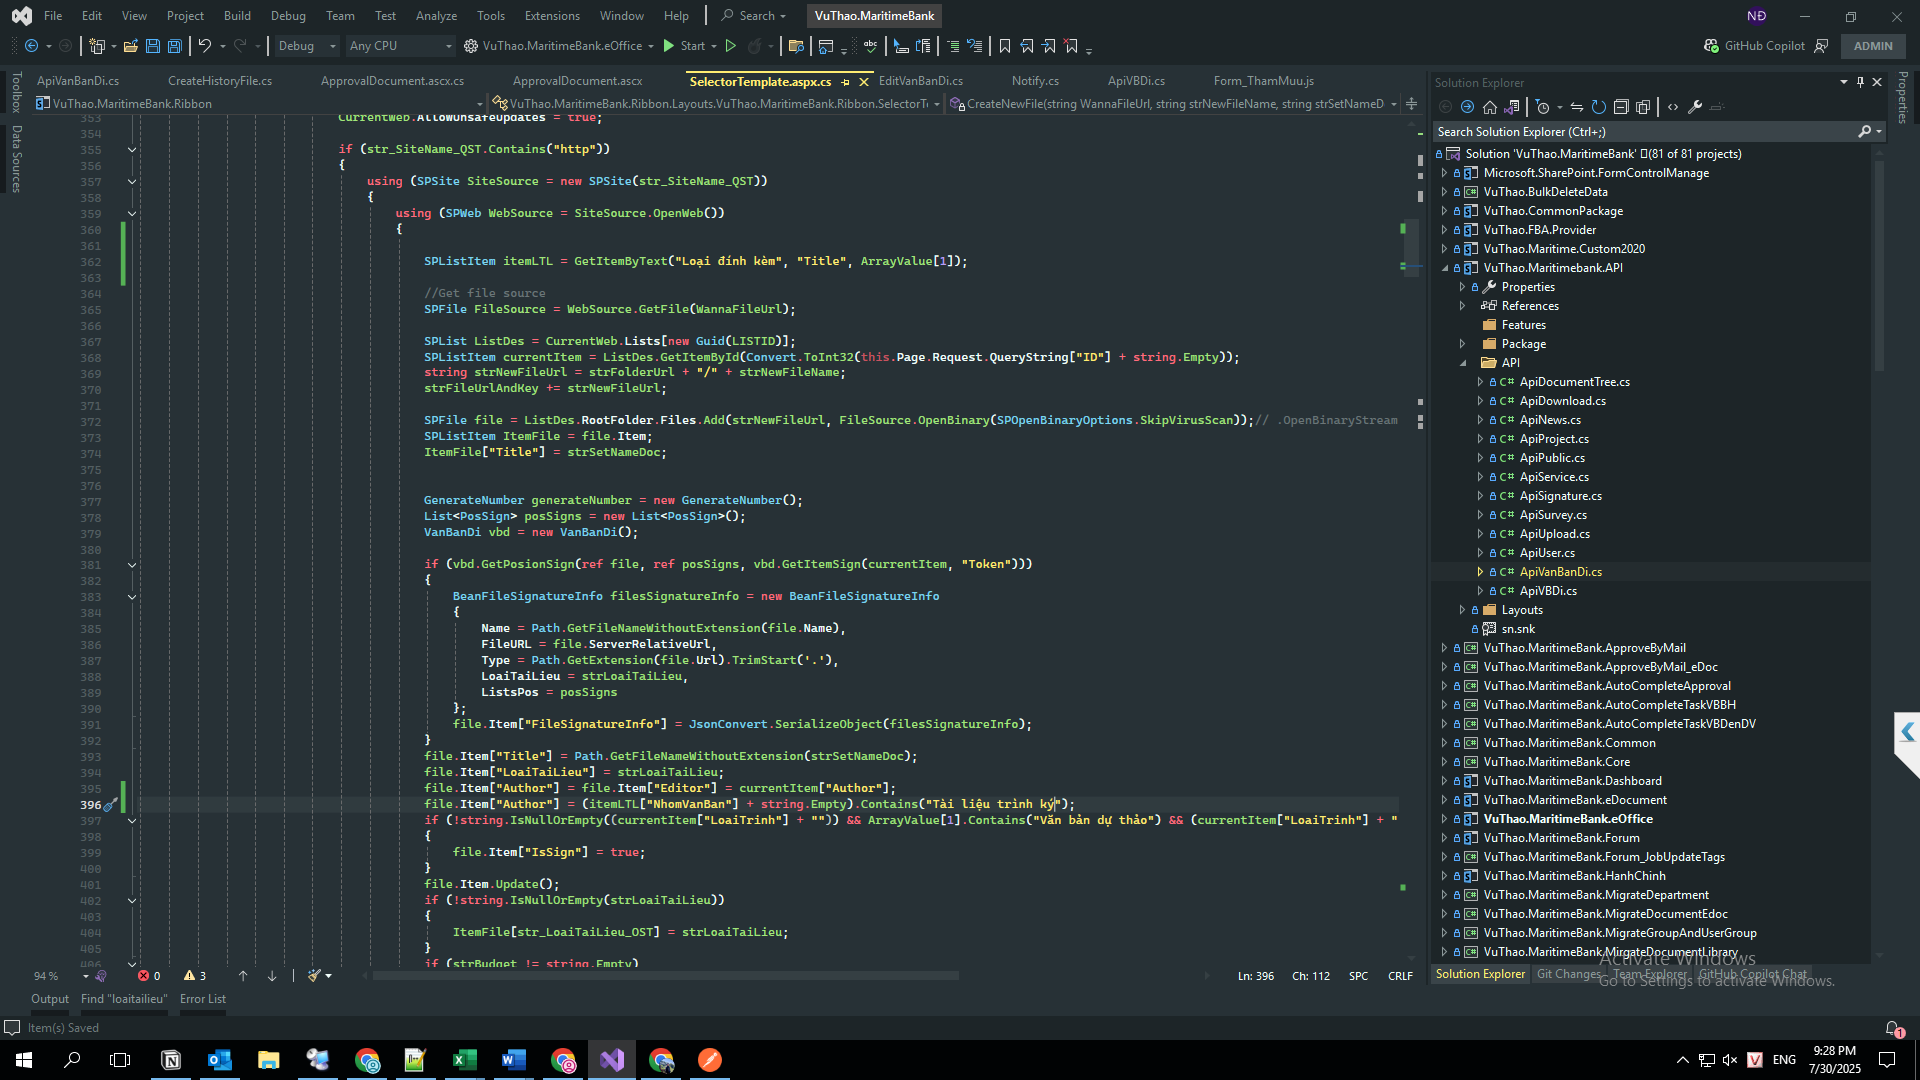 File Edit View Project Build Debug Team Test Analyze Tools Extensions Window Help Search VuThao.MaritimeBank NĐ
Debug Any CPU VuThao.MaritimeBank.eOffice Start GitHub Copilot ADMIN
ApiVanBanDi.cs CreateHistoryFile.cs ApprovalDocument.ascx.cs ApprovalDocument.ascx SelectorTemplate.aspx.cs EditVanBanDi.cs Notify.cs ApiVBDi.cs Form_ThamMuu.js
VuThao.MaritimeBank.Ribbon VuThao.MaritimeBank.Ribbon.Layouts.VuThao.MaritimeBank.Ribbon.SelectorT CreateNewFile(string WannaFileUrl, string strNewFileName, string strSetNameD
Toolbox
Data Sources
353 CurrentWeb.AllowUnsafeUpdates = true;
354
355 if (str_SiteName_QST.Contains("http"))
356 {
357 using (SPSite SiteSource = new SPSite(str_SiteName_QST))
358 {
359 using (SPWeb WebSource = SiteSource.OpenWeb())
360 {
361
362 SPListItem itemLTL = GetItemByText("Loại đính kèm", "Title", ArrayValue[1]);
363
364 //Get file source
365 SPFile FileSource = WebSource.GetFile(WannaFileUrl);
366
367 SPList ListDes = CurrentWeb.Lists[new Guid(LISTID)];
368 SPListItem currentItem = ListDes.GetItemById(Convert.ToInt32(this.Page.Request.QueryString["ID"] + string.Empty));
369 string strNewFileUrl = strFolderUrl + "/" + strNewFileName;
370 strFileUrlAndKey += strNewFileUrl;
371
372 SPFile file = ListDes.RootFolder.Files.Add(strNewFileUrl, FileSource.OpenBinary(SPOpenBinaryOptions.SkipVirusScan));// .OpenBinaryStream
373 SPListItem ItemFile = file.Item;
374 ItemFile["Title"] = strSetNameDoc;
375
376
377 GenerateNumber generateNumber = new GenerateNumber();
378 List<PosSign> posSigns = new List<PosSign>();
379 VanBanDi vbd = new VanBanDi();
380
381 if (vbd.GetPosionSign(ref file, ref posSigns, vbd.GetItemSign(currentItem, "Token")))
382 {
383 BeanFileSignatureInfo filesSignatureInfo = new BeanFileSignatureInfo
384 {
385 Name = Path.GetFileNameWithoutExtension(file.Name),
386 FileURL = file.ServerRelativeUrl,
387 Type = Path.GetExtension(file.Url).TrimStart('.'),
388 LoaiTaiLieu = strLoaiTaiLieu,
389 ListsPos = posSigns
390 };
391 file.Item["FileSignatureInfo"] = JsonConvert.SerializeObject(filesSignatureInfo);
392 }
393 file.Item["Title"] = Path.GetFileNameWithoutExtension(strSetNameDoc);
394 file.Item["LoaiTaiLieu"] = strLoaiTaiLieu;
395 file.Item["Author"] = file.Item["Editor"] = currentItem["Author"];
396 file.Item["Author"] = (itemLTL["NhomVanBan"] + string.Empty).Contains("Tài liệu trình ký");
397 if (!string.IsNullOrEmpty((currentItem["LoaiTrinh"] + "")) && ArrayValue[1].Contains("Văn bản dự thảo") && (currentItem["LoaiTrinh"] + "
398 {
399 file.Item["IsSign"] = true;
400 }
401 file.Item.Update();
402 if (!string.IsNullOrEmpty(strLoaiTaiLieu))
403 {
404 ItemFile[str_LoaiTaiLieu_OST] = strLoaiTaiLieu;
405 }
406 if (strBudget != string.Empty)
94 % 0 3 Ln: 396 Ch: 112 SPC CRLF
Output Find "loaitailieu" Error List
Item(s) Saved
Solution Explorer
Search Solution Explorer (Ctrl+;)
Solution 'VuThao.MaritimeBank' (81 of 81 projects)
Microsoft.SharePoint.FormControlManage
VuThao.BulkDeleteData
VuThao.CommonPackage
VuThao.FBA.Provider
VuThao.Maritime.Custom2020
VuThao.Maritimebank.API
Properties
References
Features
Package
API
C# ApiDocumentTree.cs
C# ApiDownload.cs
C# ApiNews.cs
C# ApiProject.cs
C# ApiPublic.cs
C# ApiService.cs
C# ApiSignature.cs
C# ApiSurvey.cs
C# ApiUpload.cs
C# ApiUser.cs
C# ApiVanBanDi.cs
C# ApiVBDi.cs
Layouts
sn.snk
VuThao.MaritimeBank.ApproveByMail
VuThao.MaritimeBank.ApproveByMail_eDoc
VuThao.MaritimeBank.AutoCompleteApproval
VuThao.MaritimeBank.AutoCompleteTaskVBBH
VuThao.MaritimeBank.AutoCompleteTaskVBDenDV
VuThao.MaritimeBank.Common
VuThao.MaritimeBank.Core
VuThao.MaritimeBank.Dashboard
VuThao.MaritimeBank.eDocument
VuThao.MaritimeBank.eOffice
VuThao.MaritimeBank.Forum
VuThao.MaritimeBank.Forum_JobUpdateTags
VuThao.MaritimeBank.HanhChinh
VuThao.MaritimeBank.MigrateDepartment
VuThao.MaritimeBank.MigrateDocumentEdoc
VuThao.MaritimeBank.MigrateGroupAndUserGroup
VuThao.MaritimeBank.MirgateDocumentLibrary
Solution Explorer Git Changes Team Explorer GitHub Copilot Chat
Properties
Activate Windows
Go to Settings to activate Windows.
1
ENG
9:28 PM
7/30/2025